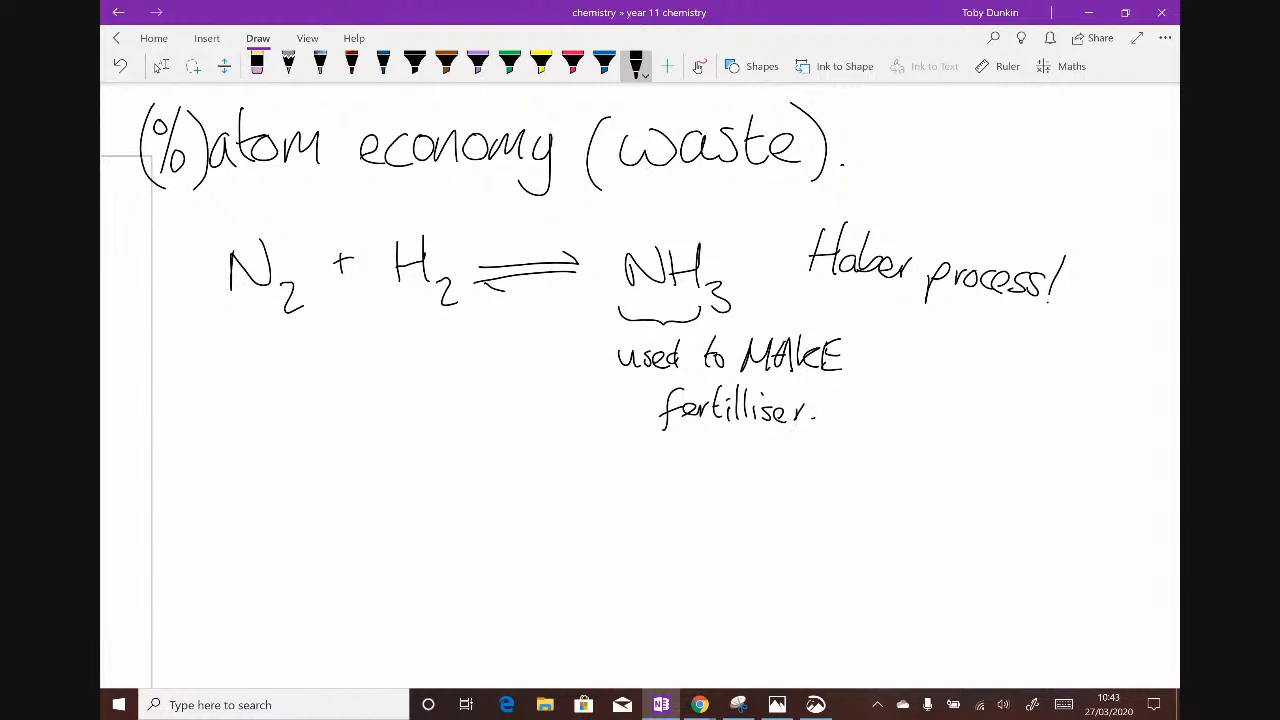 chemistry » year 11 chemistry
Toby Dunkin
Home Insert Draw View Help
Share
Shapes Ink to Shape Ink to Text Ruler Maths
(%)atom economy (waste).
N₂ + H₂ ⇌ NH₃ Haber process!
used to MAKE
fertilliser.
Type here to search
10:43
27/03/2020